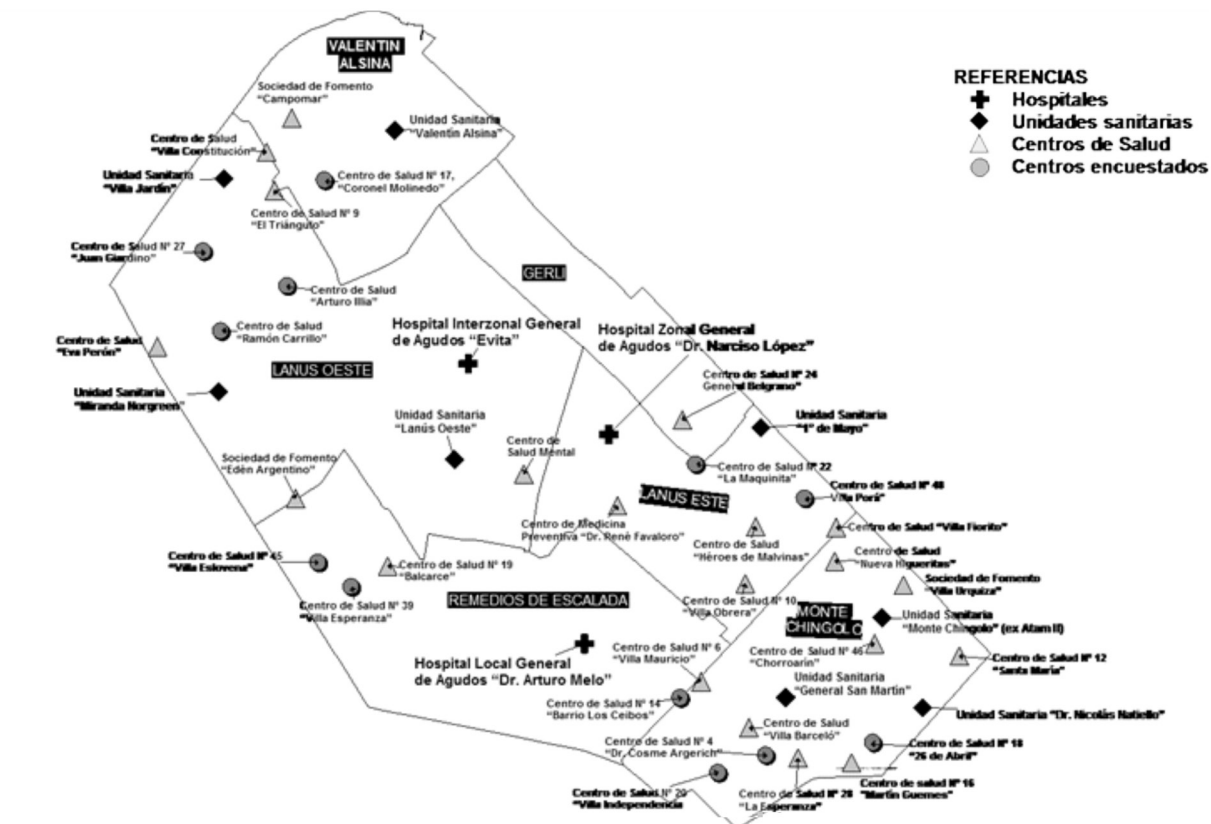 VALENTIN
ALSINA
Sociedad de Fomento
"Campomar"
Unidad Sanitaria
"Valentín Alsina"
Centro de Salud
"Villa Constitución"
Unidad Sanitaria
"Villa Jardín"
Centro de Salud Nº 17,
"Coronel Molinedo"
Centro de Salud Nº 9
"El Triángulo"
Centro de Salud Nº 27
"Juan Giardino"
Centro de Salud
"Arturo Illia"
GERLI
Centro de Salud
"Ramón Carrillo"
Centro de Salud
"Eva Perón"
Hospital Interzonal General
de Agudos "Evita"
Hospital Zonal General
de Agudos "Dr. Narciso López"
LANUS OESTE
Unidad Sanitaria
"Miranda Norgreen"
Centro de Salud Nº 24
General Belgrano"
Unidad Sanitaria
"Lanús Oeste"
Unidad Sanitaria
"1º de Mayo"
Centro de
Salud Mental
Sociedad de Fomento
"Edén Argentino"
Centro de Salud Nº 22
"La Maquinita"
LANUS ESTE
Centro de Salud Nº 48
Villa Porá"
Centro de Medicina
Preventiva "Dr. René Favaloro"
Centro de Salud "Villa Fiorito"
Centro de Salud
"Héroes de Malvinas"
Centro de Salud
"Nueva Higueritas"
Centro de Salud Nº 45
"Villa Eslovena"
Centro de Salud Nº 19
"Balcarce"
Sociedad de Fomento
"Villa Urquiza"
Centro de Salud Nº 39
"Villa Esperanza"
REMEDIOS DE ESCALADA
Centro de Salud Nº 10
"Villa Obrera"
MONTE
CHINGOLO
Unidad Sanitaria
"Monte Chingolo" (ex Atam II)
Centro de Salud Nº 6
"Villa Mauricio"
Centro de Salud Nº 46
"Chorroarín"
Centro de Salud Nº 12
"Santa María"
Hospital Local General
de Agudos "Dr. Arturo Melo"
Unidad Sanitaria
"General San Martín"
Centro de Salud Nº 14
"Barrio Los Ceibos"
Unidad Sanitaria "Dr. Nicolás Natiello"
Centro de Salud
"Villa Barceló"
Centro de Salud Nº 4
"Dr. Cosme Argerich"
Centro de Salud Nº 18
"26 de Abril"
Centro de Salud Nº 20
"Villa Independencia
Centro de Salud Nº 28
"La Esperanza"
Centro de salud Nº 16
"Martín Guemes"
REFERENCIAS
Hospitales
Unidades sanitarias
Centros de Salud
Centros encuestados